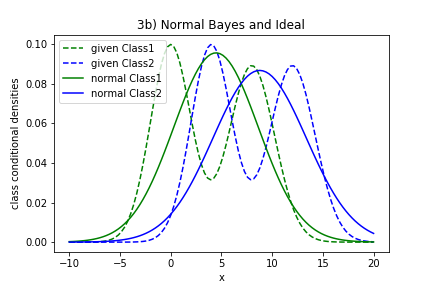 3b) Normal Bayes and Ideal
given Class1
given Class2
normal Class1
normal Class2
class conditional densities
0.10
0.08
0.06
0.04
0.02
0.00
−10
−5
0
5
10
15
20
x